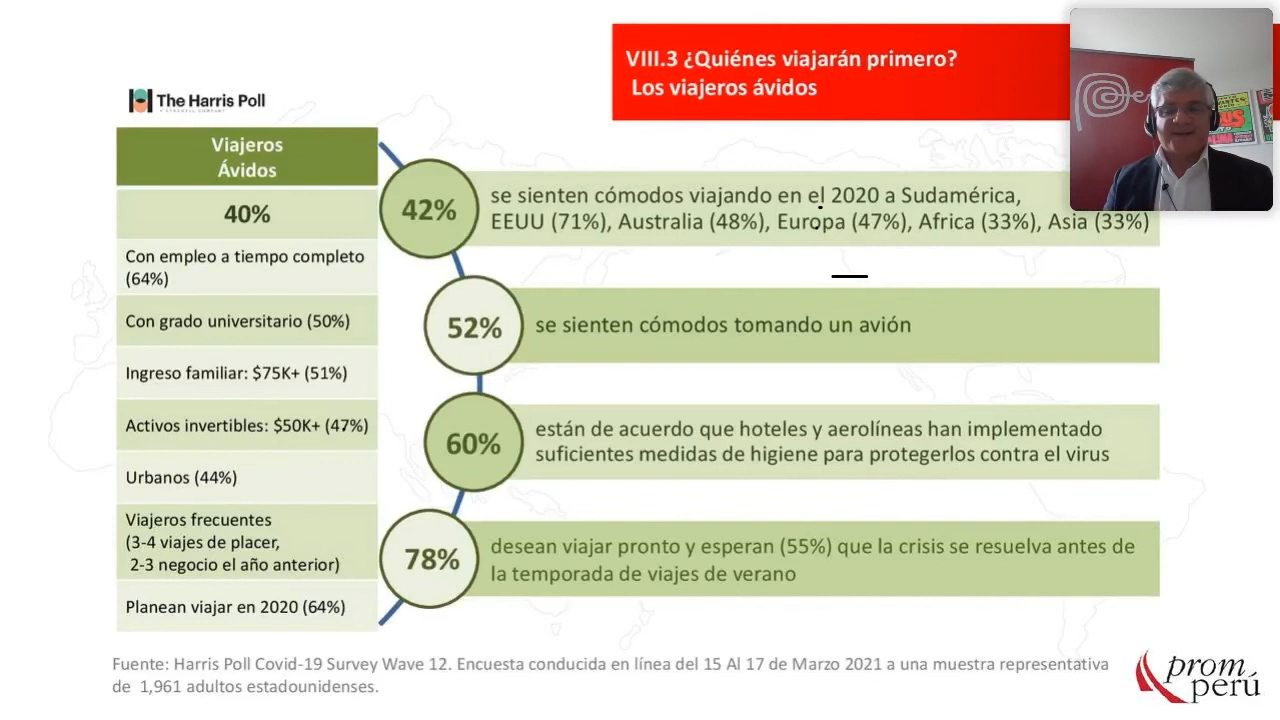 VIII.3 ¿Quiénes viajarán primero?
Los viajeros ávidos
The Harris Poll
Viajeros
Ávidos
40%
Con empleo a tiempo completo
(64%)
Con grado universitario (50%)
Ingreso familiar: $75K+ (51%)
Activos invertibles: $50K+ (47%)
Urbanos (44%)
Viajeros frecuentes
(3-4 viajes de placer,
2-3 negocio el año anterior)
Planean viajar en 2020 (64%)
42%
se sienten cómodos viajando en el 2020 a Sudamérica,
EEUU (71%), Australia (48%), Europa (47%), Africa (33%), Asia (33%)
52%
se sienten cómodos tomando un avión
60%
están de acuerdo que hoteles y aerolíneas han implementado
suficientes medidas de higiene para protegerlos contra el virus
78%
desean viajar pronto y esperan (55%) que la crisis se resuelva antes de
la temporada de viajes de verano
Fuente: Harris Poll Covid-19 Survey Wave 12. Encuesta conducida en línea del 15 Al 17 de Marzo 2021 a una muestra representativa
de 1,961 adultos estadounidenses.
prom
perú